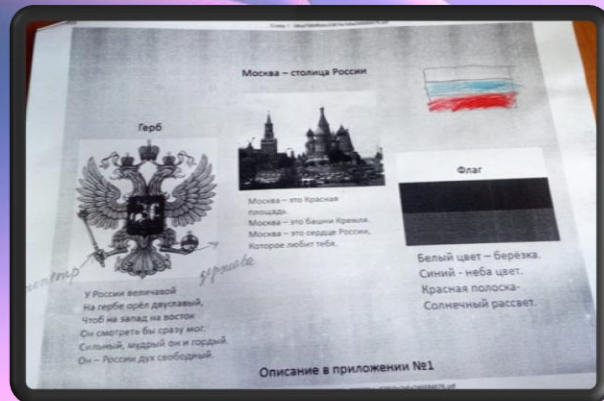 Москва – столица России
Герб
Москва – это Красная
площадь.
Москва – это башни Кремля.
Москва – это сердце России,
Которое любит тебя.
Флаг
Белый цвет – берёзка.
Синий - неба цвет.
Красная полоска-
Солнечный рассвет.
держава
У России величавой
На гербе орёл двуглавый,
Чтоб на запад на восток
Он смотреть бы сразу мог.
Сильный, мудрый он и гордый.
Он – России дух свободный.
Описание в приложении №1